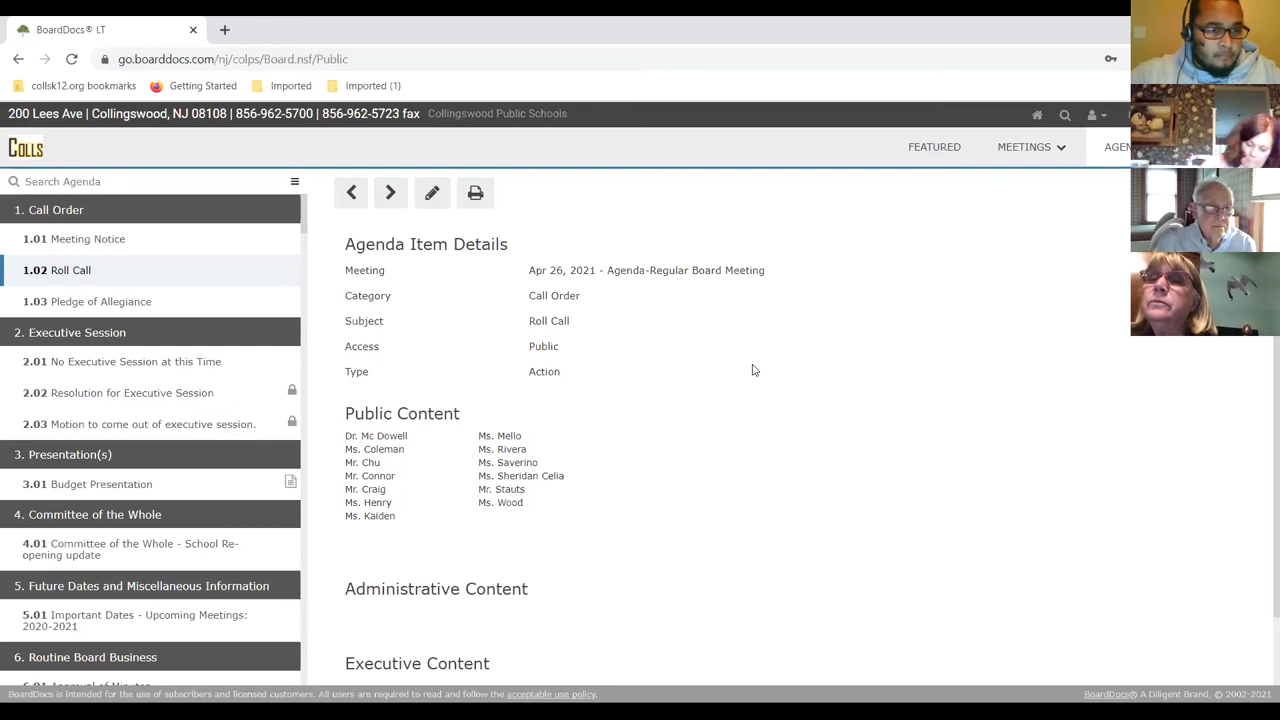 BoardDocs® LT
go.boarddocs.com/nj/colps/Board.nsf/Public
collsk12.org bookmarks Getting Started Imported Imported (1)
200 Lees Ave | Collingswood, NJ 08108 | 856-962-5700 | 856-962-5723 fax Collingswood Public Schools
COLLS FEATURED MEETINGS AGEN
Search Agenda
1. Call Order
1.01 Meeting Notice
1.02 Roll Call
1.03 Pledge of Allegiance
2. Executive Session
2.01 No Executive Session at this Time
2.02 Resolution for Executive Session
2.03 Motion to come out of executive session.
3. Presentation(s)
3.01 Budget Presentation
4. Committee of the Whole
4.01 Committee of the Whole - School Re-
opening update
5. Future Dates and Miscellaneous Information
5.01 Important Dates - Upcoming Meetings:
2020-2021
6. Routine Board Business
Agenda Item Details
Meeting Apr 26, 2021 - Agenda-Regular Board Meeting
Category Call Order
Subject Roll Call
Access Public
Type Action
Public Content
Dr. Mc Dowell Ms. Mello
Ms. Coleman Ms. Rivera
Mr. Chu Ms. Saverino
Mr. Connor Ms. Sheridan Celia
Mr. Craig Mr. Stauts
Ms. Henry Ms. Wood
Ms. Kaiden
Administrative Content
Executive Content
BoardDocs is intended for the use of subscribers and licensed customers. All users are required to read and follow the acceptable use policy. BoardDocs® A Diligent Brand, © 2002-2021